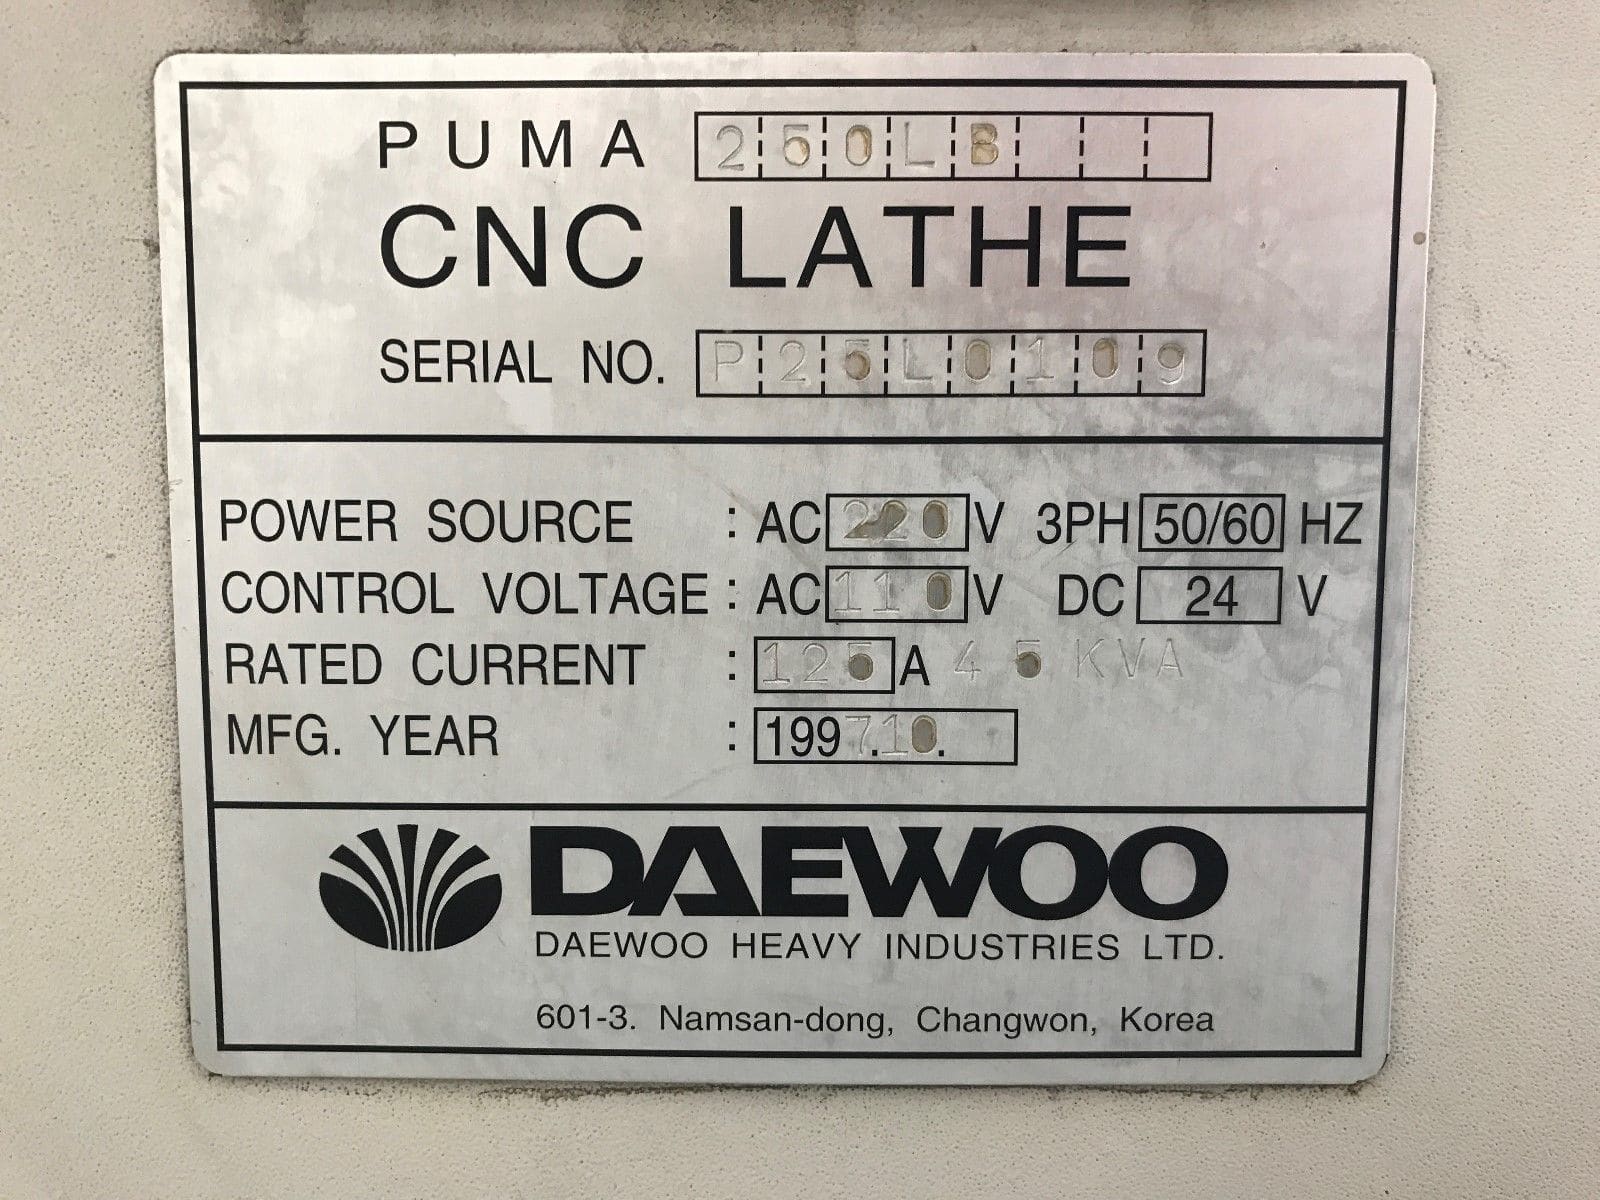 PUMA 250LB
CNC LATHE
SERIAL NO. P25L0109
POWER SOURCE : AC 220 V 3PH 50/60 HZ
CONTROL VOLTAGE : AC 110 V DC 24 V
RATED CURRENT : 125 A 45 KVA
MFG. YEAR : 1997.10.
DAEWOO
DAEWOO HEAVY INDUSTRIES LTD.
601-3. Namsan-dong, Changwon, Korea